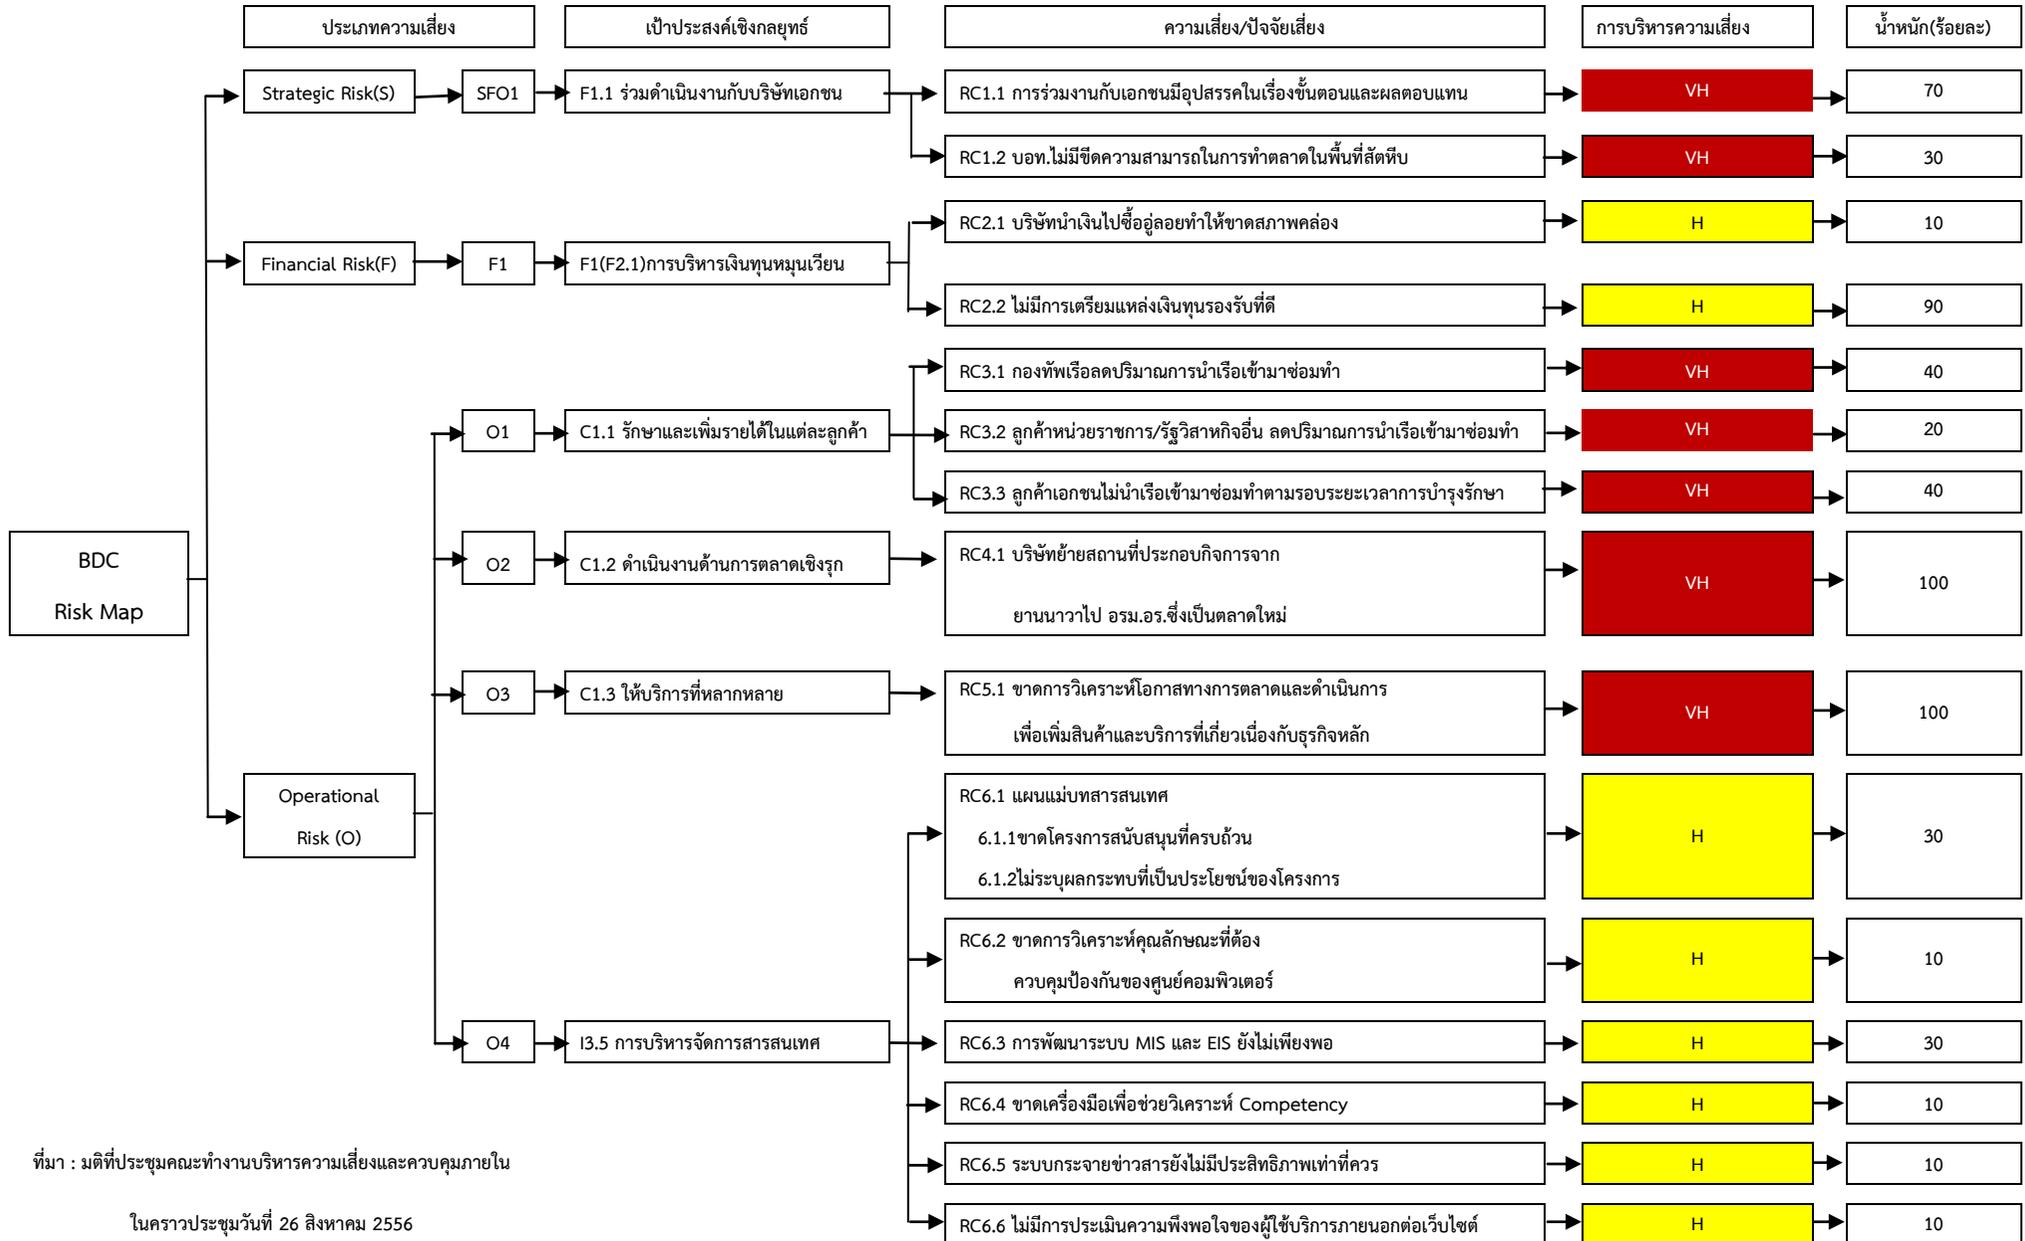 ประเภทความเสี่ยง
เป้าประสงค์เชิงกลยุทธ์
ความเสี่ยง/ปัจจัยเสี่ยง
การบริหารความเสี่ยง
น้ำหนัก(ร้อยละ)
Strategic Risk(S)
SFO1
F1.1 ร่วมดำเนินงานกับบริษัทเอกชน
RC1.1 การร่วมงานกับเอกชนมีอุปสรรคในเรื่องขั้นตอนและผลตอบแทน
VH
70
RC1.2 บอท.ไม่มีขีดความสามารถในการทำตลาดในพื้นที่สัตหีบ
VH
30
Financial Risk(F)
F1
F1(F2.1)การบริหารเงินทุนหมุนเวียน
RC2.1 บริษัทนำเงินไปซื้ออู่ลอยทำให้ขาดสภาพคล่อง
H
10
RC2.2 ไม่มีการเตรียมแหล่งเงินทุนรองรับที่ดี
H
90
BDC
Risk Map
Operational
Risk (O)
O1
C1.1 รักษาและเพิ่มรายได้ในแต่ละลูกค้า
RC3.1 กองทัพเรือลดปริมาณการนำเรือเข้ามาซ่อมทำ
VH
40
RC3.2 ลูกค้าหน่วยราชการ/รัฐวิสาหกิจอื่น ลดปริมาณการนำเรือเข้ามาซ่อมทำ
VH
20
RC3.3 ลูกค้าเอกชนไม่นำเรือเข้ามาซ่อมทำตามรอบระยะเวลาการบำรุงรักษา
VH
40
O2
C1.2 ดำเนินงานด้านการตลาดเชิงรุก
RC4.1 บริษัทย้ายสถานที่ประกอบกิจการจาก
ยานนาวาไป อรม.อร.ซึ่งเป็นตลาดใหม่
VH
100
O3
C1.3 ให้บริการที่หลากหลาย
RC5.1 ขาดการวิเคราะห์โอกาสทางการตลาดและดำเนินการ
เพื่อเพิ่มสินค้าและบริการที่เกี่ยวเนื่องกับธุรกิจหลัก
VH
100
O4
I3.5 การบริหารจัดการสารสนเทศ
RC6.1 แผนแม่บทสารสนเทศ
6.1.1ขาดโครงการสนับสนุนที่ครบถ้วน
6.1.2ไม่ระบุผลกระทบที่เป็นประโยชน์ของโครงการ
H
30
RC6.2 ขาดการวิเคราะห์คุณลักษณะที่ต้อง
ควบคุมป้องกันของศูนย์คอมพิวเตอร์
H
10
RC6.3 การพัฒนาระบบ MIS และ EIS ยังไม่เพียงพอ
H
30
RC6.4 ขาดเครื่องมือเพื่อช่วยวิเคราะห์ Competency
H
10
RC6.5 ระบบกระจายข่าวสารยังไม่มีประสิทธิภาพเท่าที่ควร
H
10
RC6.6 ไม่มีการประเมินความพึงพอใจของผู้ใช้บริการภายนอกต่อเว็บไซต์
H
10
ที่มา : มติที่ประชุมคณะทำงานบริหารความเสี่ยงและควบคุมภายใน
ในคราวประชุมวันที่ 26 สิงหาคม 2556